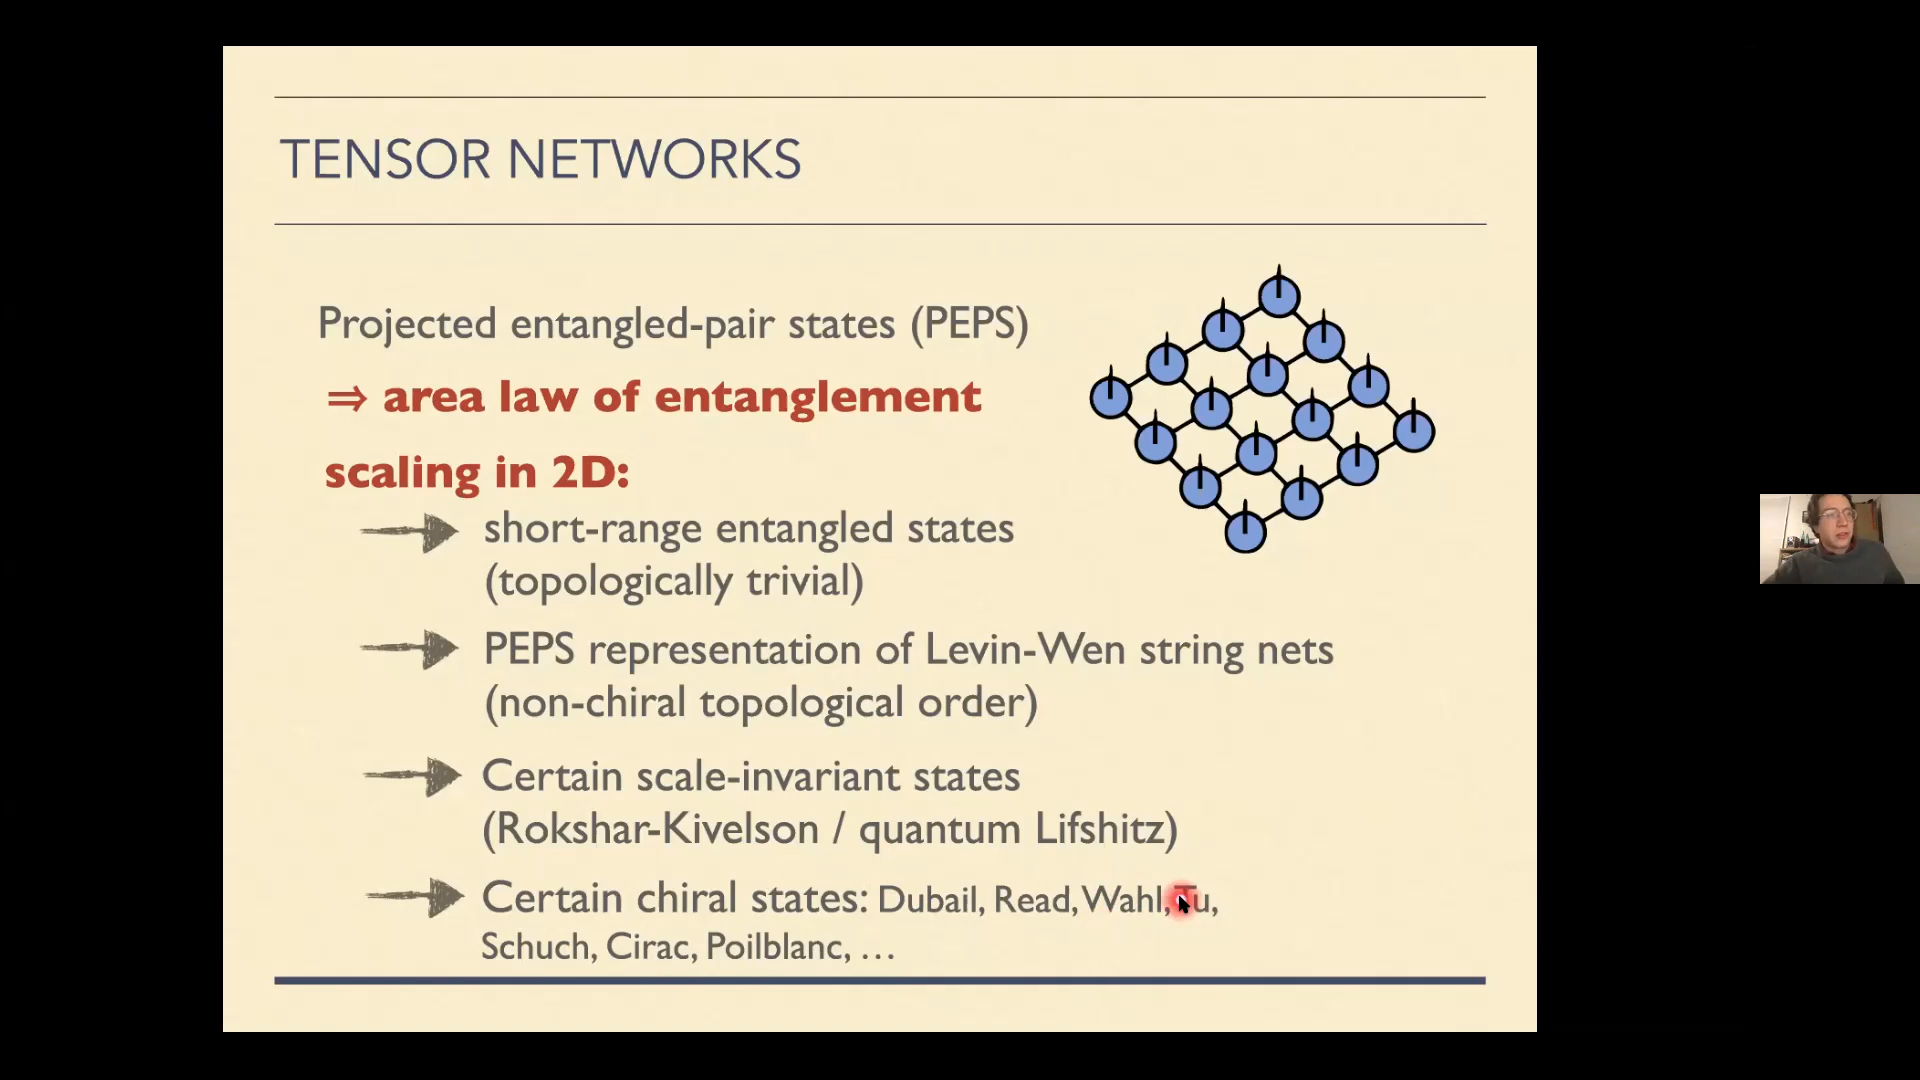 TENSOR NETWORKS
Projected entangled-pair states (PEPS)
⇒ area law of entanglement
scaling in 2D:
short-range entangled states
(topologically trivial)
PEPS representation of Levin-Wen string nets
(non-chiral topological order)
Certain scale-invariant states
(Rokshar-Kivelson / quantum Lifshitz)
Certain chiral states: Dubail, Read, Wahl, Tu,
Schuch, Cirac, Poilblanc, …